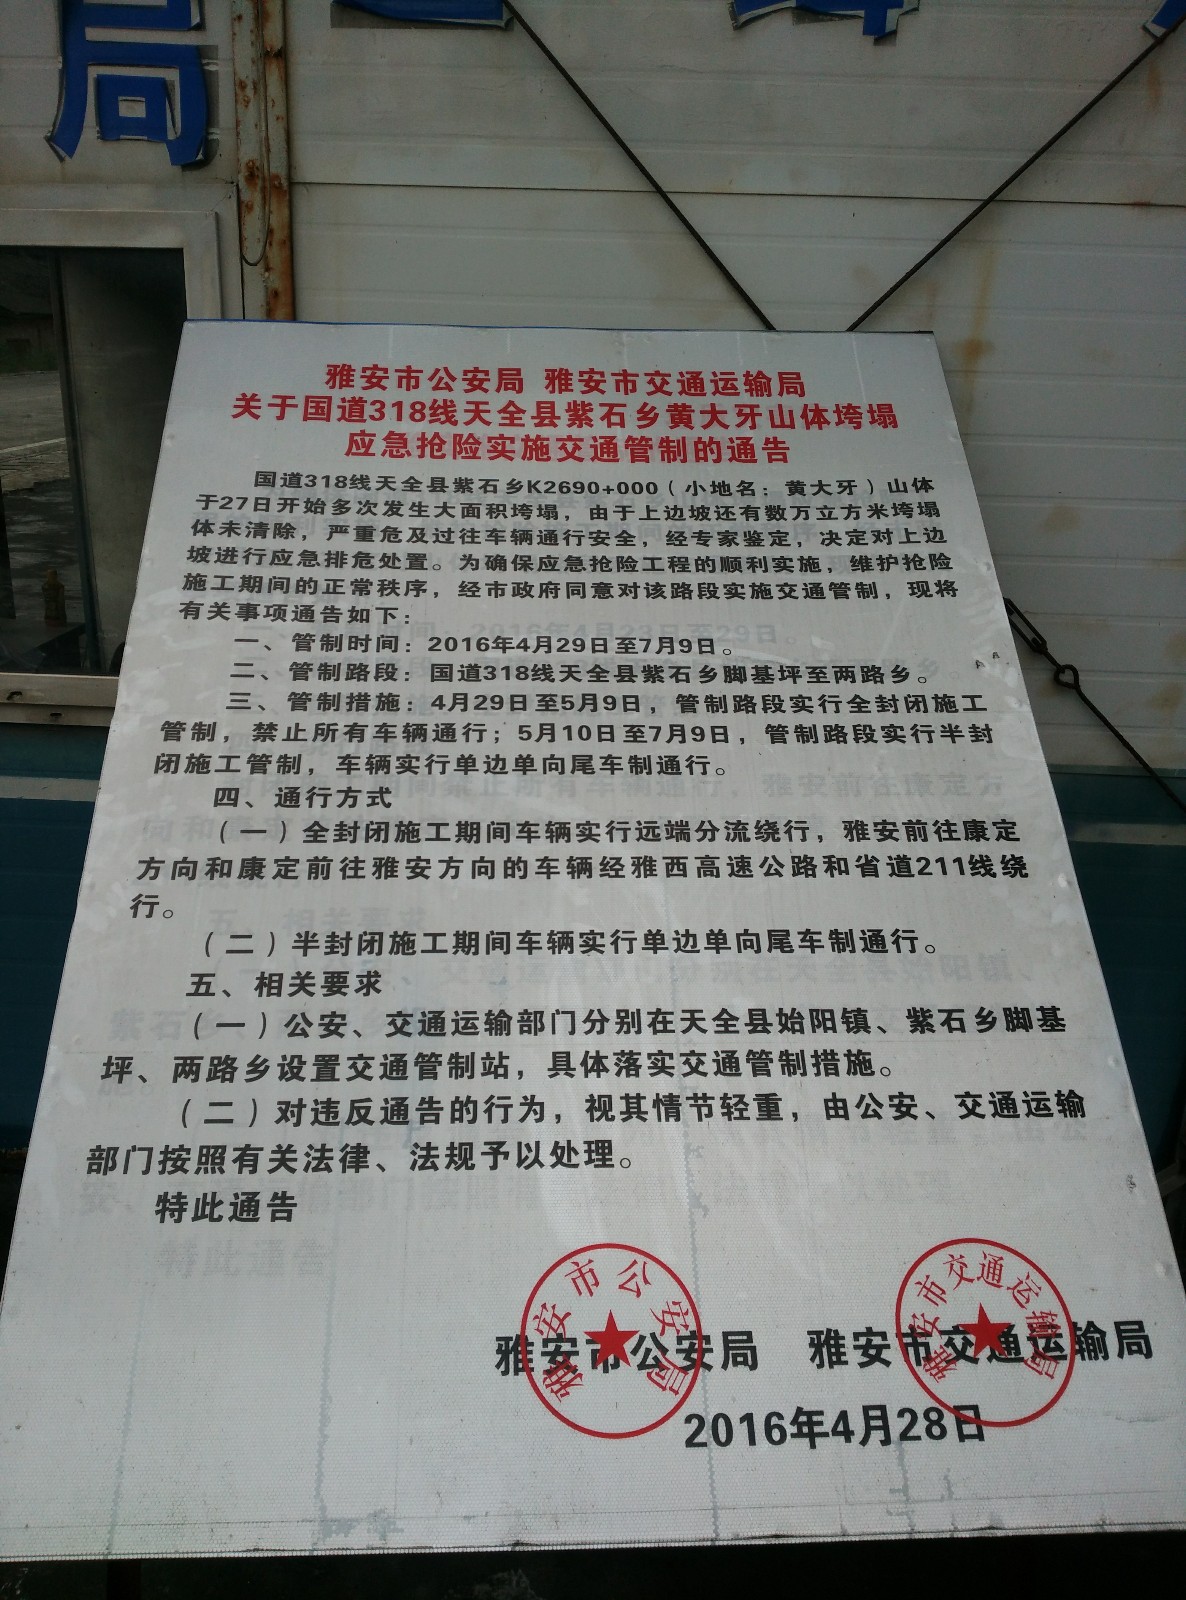 局
雅安市公安局 雅安市交通运输局
关于国道318线天全县紫石乡黄大牙山体垮塌
应急抢险实施交通管制的通告
国道318线天全县紫石乡K2690+000（小地名：黄大牙）山体
于27日开始多次发生大面积垮塌，由于上边坡还有数万立方米垮塌
体未清除，严重危及过往车辆通行安全，经专家鉴定，决定对上边
坡进行应急排危处置。为确保应急抢险工程的顺利实施，维护抢险
施工期间的正常秩序，经市政府同意对该路段实施交通管制，现将
有关事项通告如下：
一、管制时间：2016年4月29日至7月9日。
二、管制路段：国道318线天全县紫石乡脚基坪至两路乡。
三、管制措施：4月29日至5月9日，管制路段实行全封闭施工
管制，禁止所有车辆通行；5月10日至7月9日，管制路段实行半封
闭施工管制，车辆实行单边单向尾车制通行。
四、通行方式
（一）全封闭施工期间车辆实行远端分流绕行，雅安前往康定
方向和康定前往雅安方向的车辆经雅西高速公路和省道211线绕
行。
（二）半封闭施工期间车辆实行单边单向尾车制通行。
五、相关要求
（一）公安、交通运输部门分别在天全县始阳镇、紫石乡脚基
坪、两路乡设置交通管制站，具体落实交通管制措施。
（二）对违反通告的行为，视其情节轻重，由公安、交通运输
部门按照有关法律、法规予以处理。
特此通告
雅安市公安局 雅安市交通运输局
雅安市公安局 雅安市交通运输局
2016年4月28日